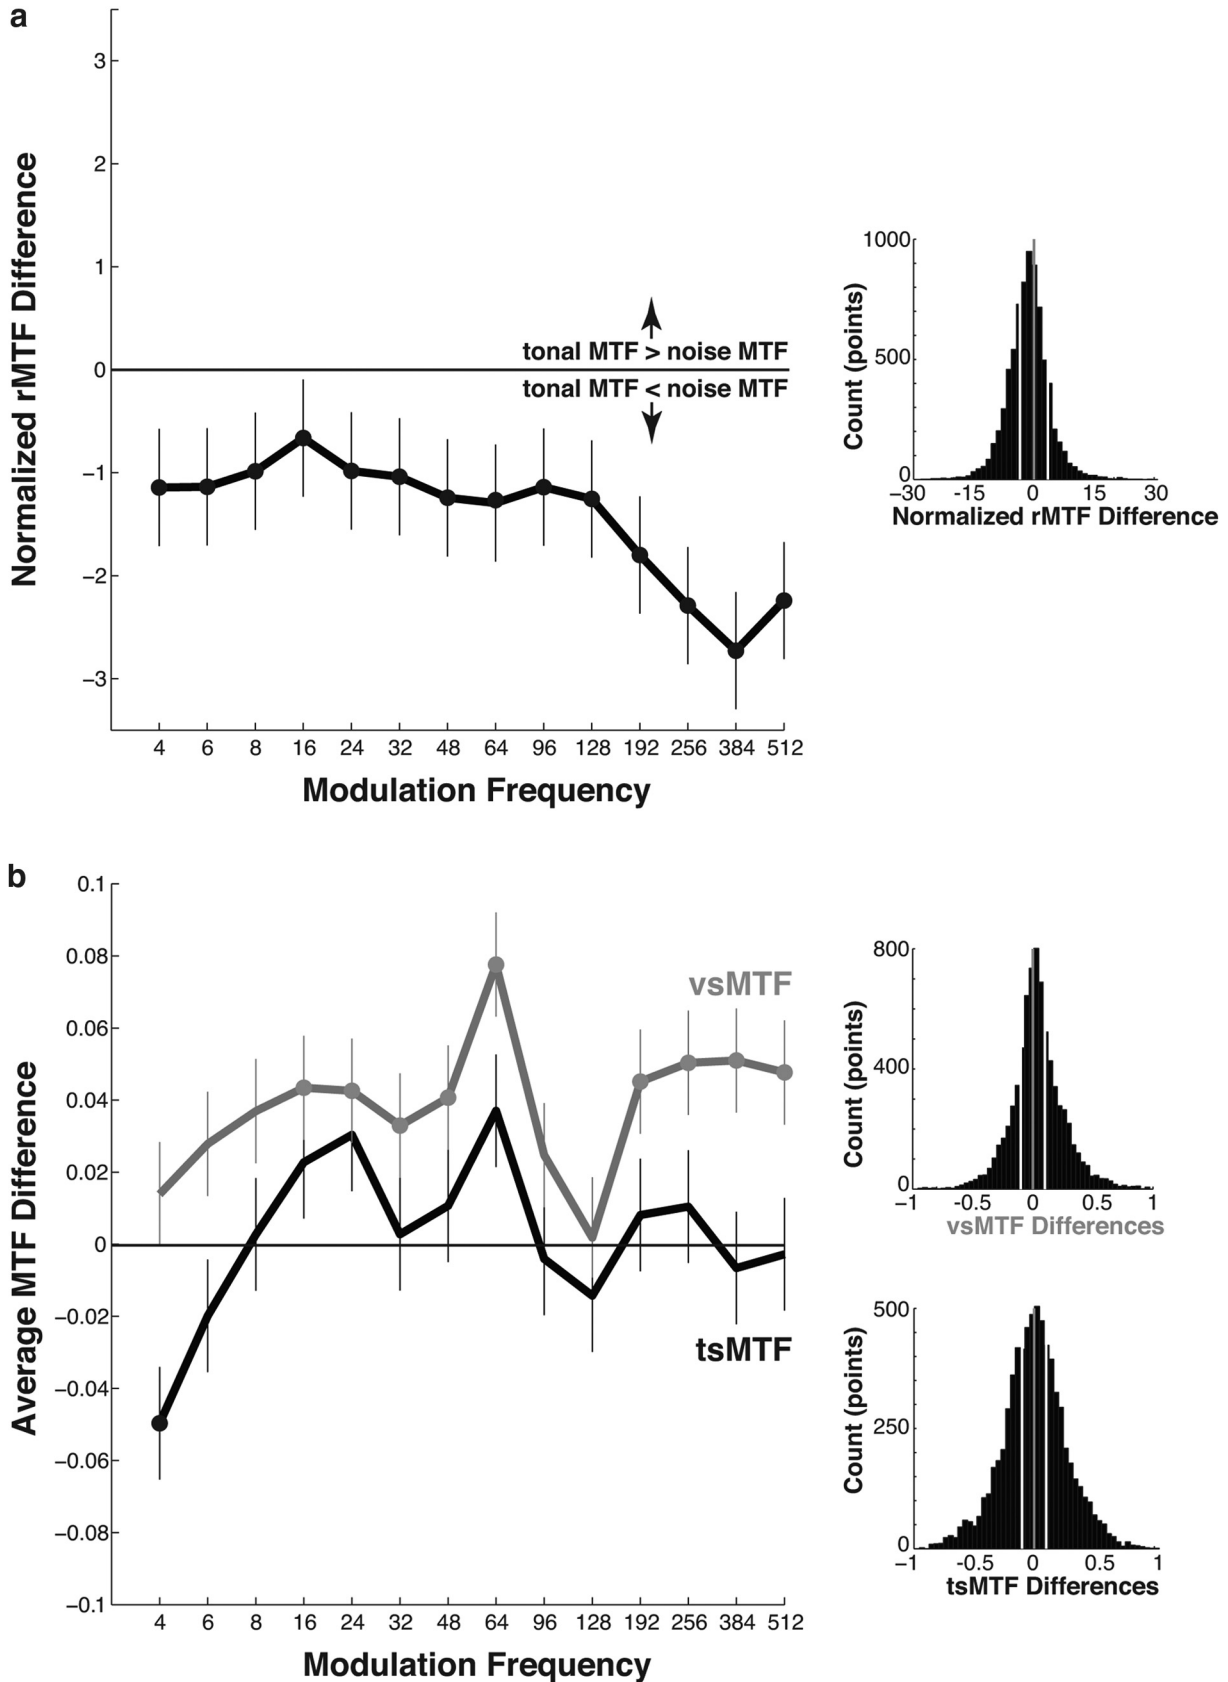 a
Normalized rMTF Difference
3
2
1
0
−1
−2
−3
tonal MTF > noise MTF
tonal MTF < noise MTF
4 6 8 16 24 32 48 64 96 128 192 256 384 512
Modulation Frequency
Count (points)
1000
500
0
−30 -15 0 15 30
Normalized rMTF Difference
b
Average MTF Difference
0.1
0.08
0.06
0.04
0.02
0
−0.02
−0.04
−0.06
−0.08
−0.1
vsMTF
tsMTF
4 6 8 16 24 32 48 64 96 128 192 256 384 512
Modulation Frequency
Count (points)
800
400
0
−1 -0.5 0 0.5 1
vsMTF Differences
Count (points)
500
250
0
−1 -0.5 0 0.5 1
tsMTF Differences